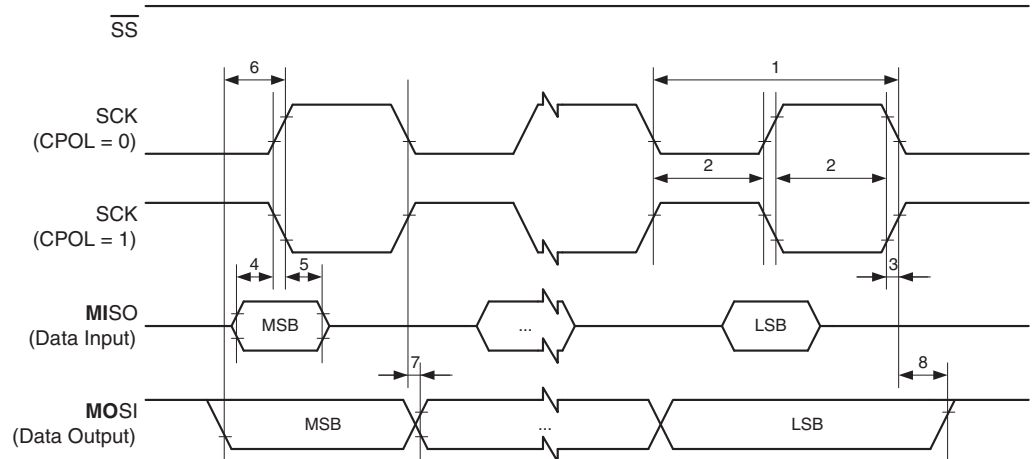 SS
6
1
SCK
(CPOL = 0)
2
2
SCK
(CPOL = 1)
4
5
3
MISO
(Data Input)
MSB
...
LSB
7
8
MOSI
(Data Output)
MSB
...
LSB